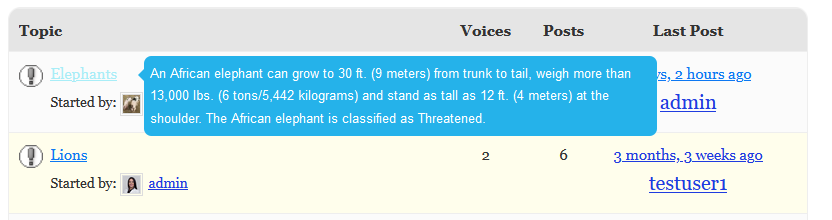 Topic Voices Posts Last Post
Elephants
An African elephant can grow to 30 ft. (9 meters) from trunk to tail, weigh more than
13,000 lbs. (6 tons/5,442 kilograms) and stand as tall as 12 ft. (4 meters) at the
shoulder. The African elephant is classified as Threatened.
2 hours ago
Started by:
admin
Lions 2 6 3 months, 3 weeks ago
Started by: admin testuser1